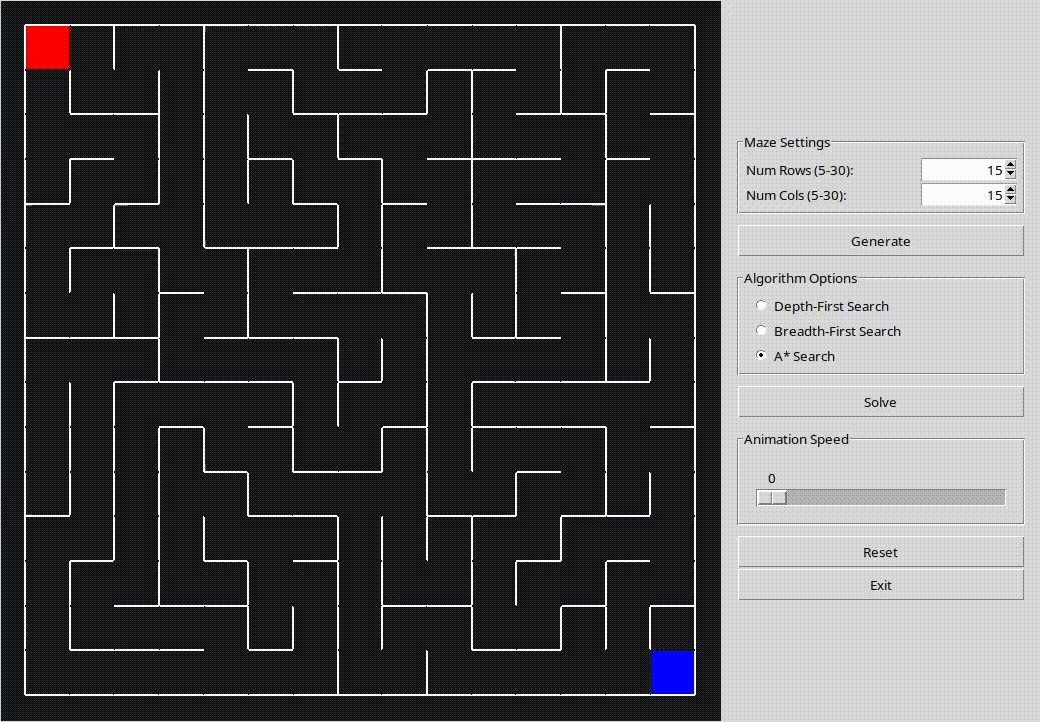 Maze Settings
Num Rows (5-30): 15
Num Cols (5-30): 15
Generate
Algorithm Options
Depth-First Search
Breadth-First Search
A* Search
Solve
Animation Speed
0
Reset
Exit